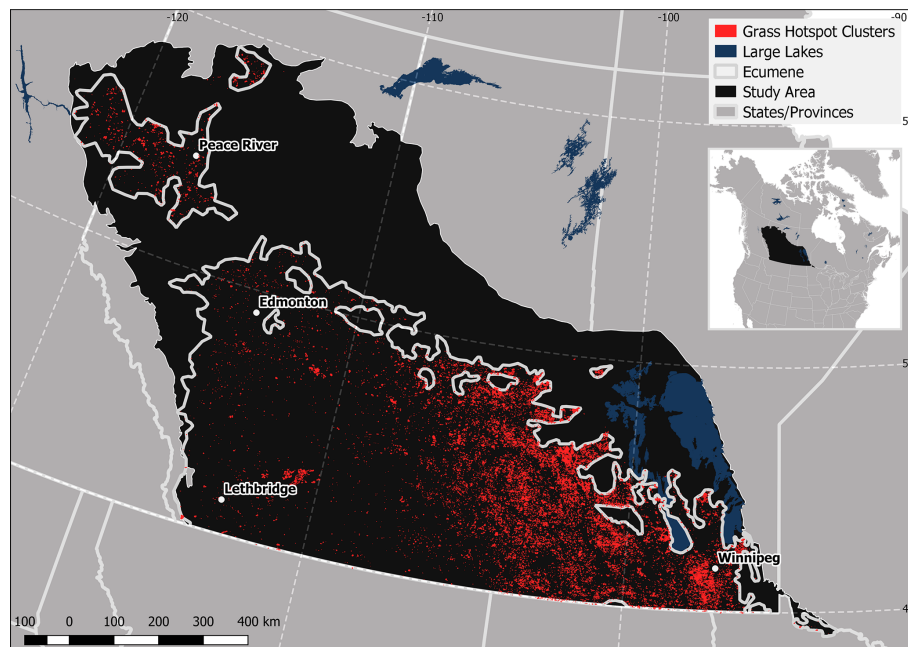 -120
-110
-100
-90
Grass Hotspot Clusters
Large Lakes
Ecumene
Study Area
States/Provinces
5
Peace River
Edmonton
5
Lethbridge
Winnipeg
4
100 0 100 200 300 400 km